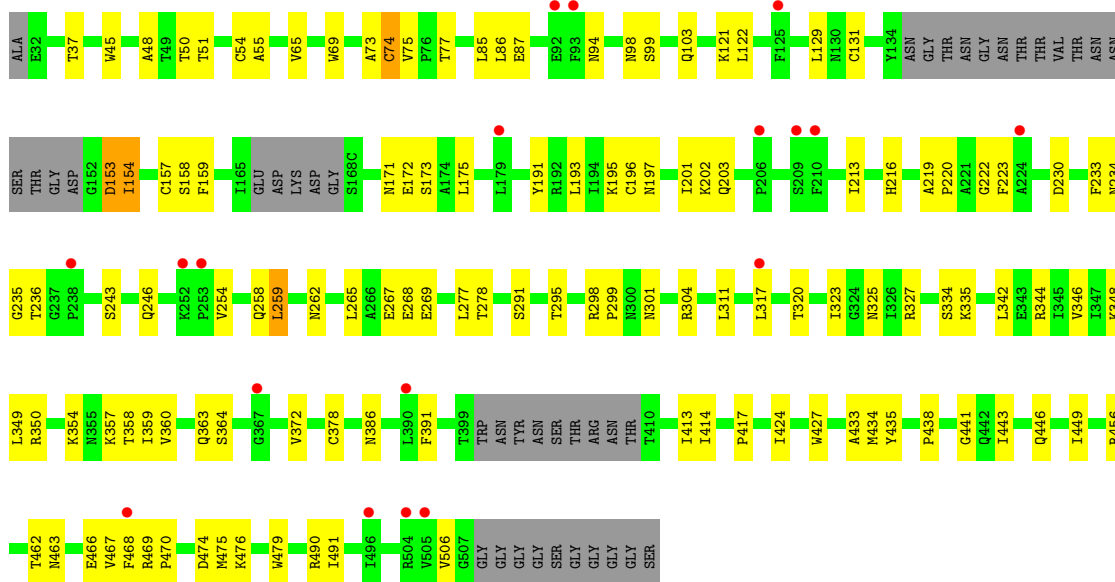 ALA E32 T37 W45 A48 T49 T50 T51 C54 A55 V65 W69 A73 C74 V75 P76 T77 L85 L86 E87 E92 F93 N94 N98 S99 Q103 K121 L122 F125 L129 N130 C131 Y134 ASN GLY THR ASN GLY ASN THR THR VAL THR ASN ASN
SER THR GLY ASP G152 D153 I154 C157 S158 F159 I165 GLU ASP LYS ASP GLY S168C N171 E172 S173 A174 L175 L179 Y191 R192 L193 I194 K195 C196 N197 I201 K202 Q203 P206 S209 F210 I213 H216 A219 P220 A221 G222 F223 A224 D230 F233 N234
G235 T236 G237 P238 S243 Q246 K252 P253 V254 Q258 L259 N262 L265 A266 E267 E268 E269 L277 T278 S291 T295 R298 P299 N300 N301 R304 L311 L317 T320 I323 G324 N325 I326 R327 S334 K335 L342 E343 R344 I345 V346 I347 K348
L349 R350 K354 N355 K357 T358 I359 V360 Q363 S364 G367 V372 C378 N386 L390 F391 T399 TRP ASN TYR ASN SER THR ARG ASN THR T410 I413 I414 P417 I424 W427 A433 M434 Y435 P438 G441 Q442 I443 Q446 I449 R456
T462 N463 E466 V467 F468 R469 P470 D474 M475 K476 W479 R490 I491 I496 R504 V505 V506 G507 GLY GLY GLY GLY SER GLY GLY GLY GLY SER